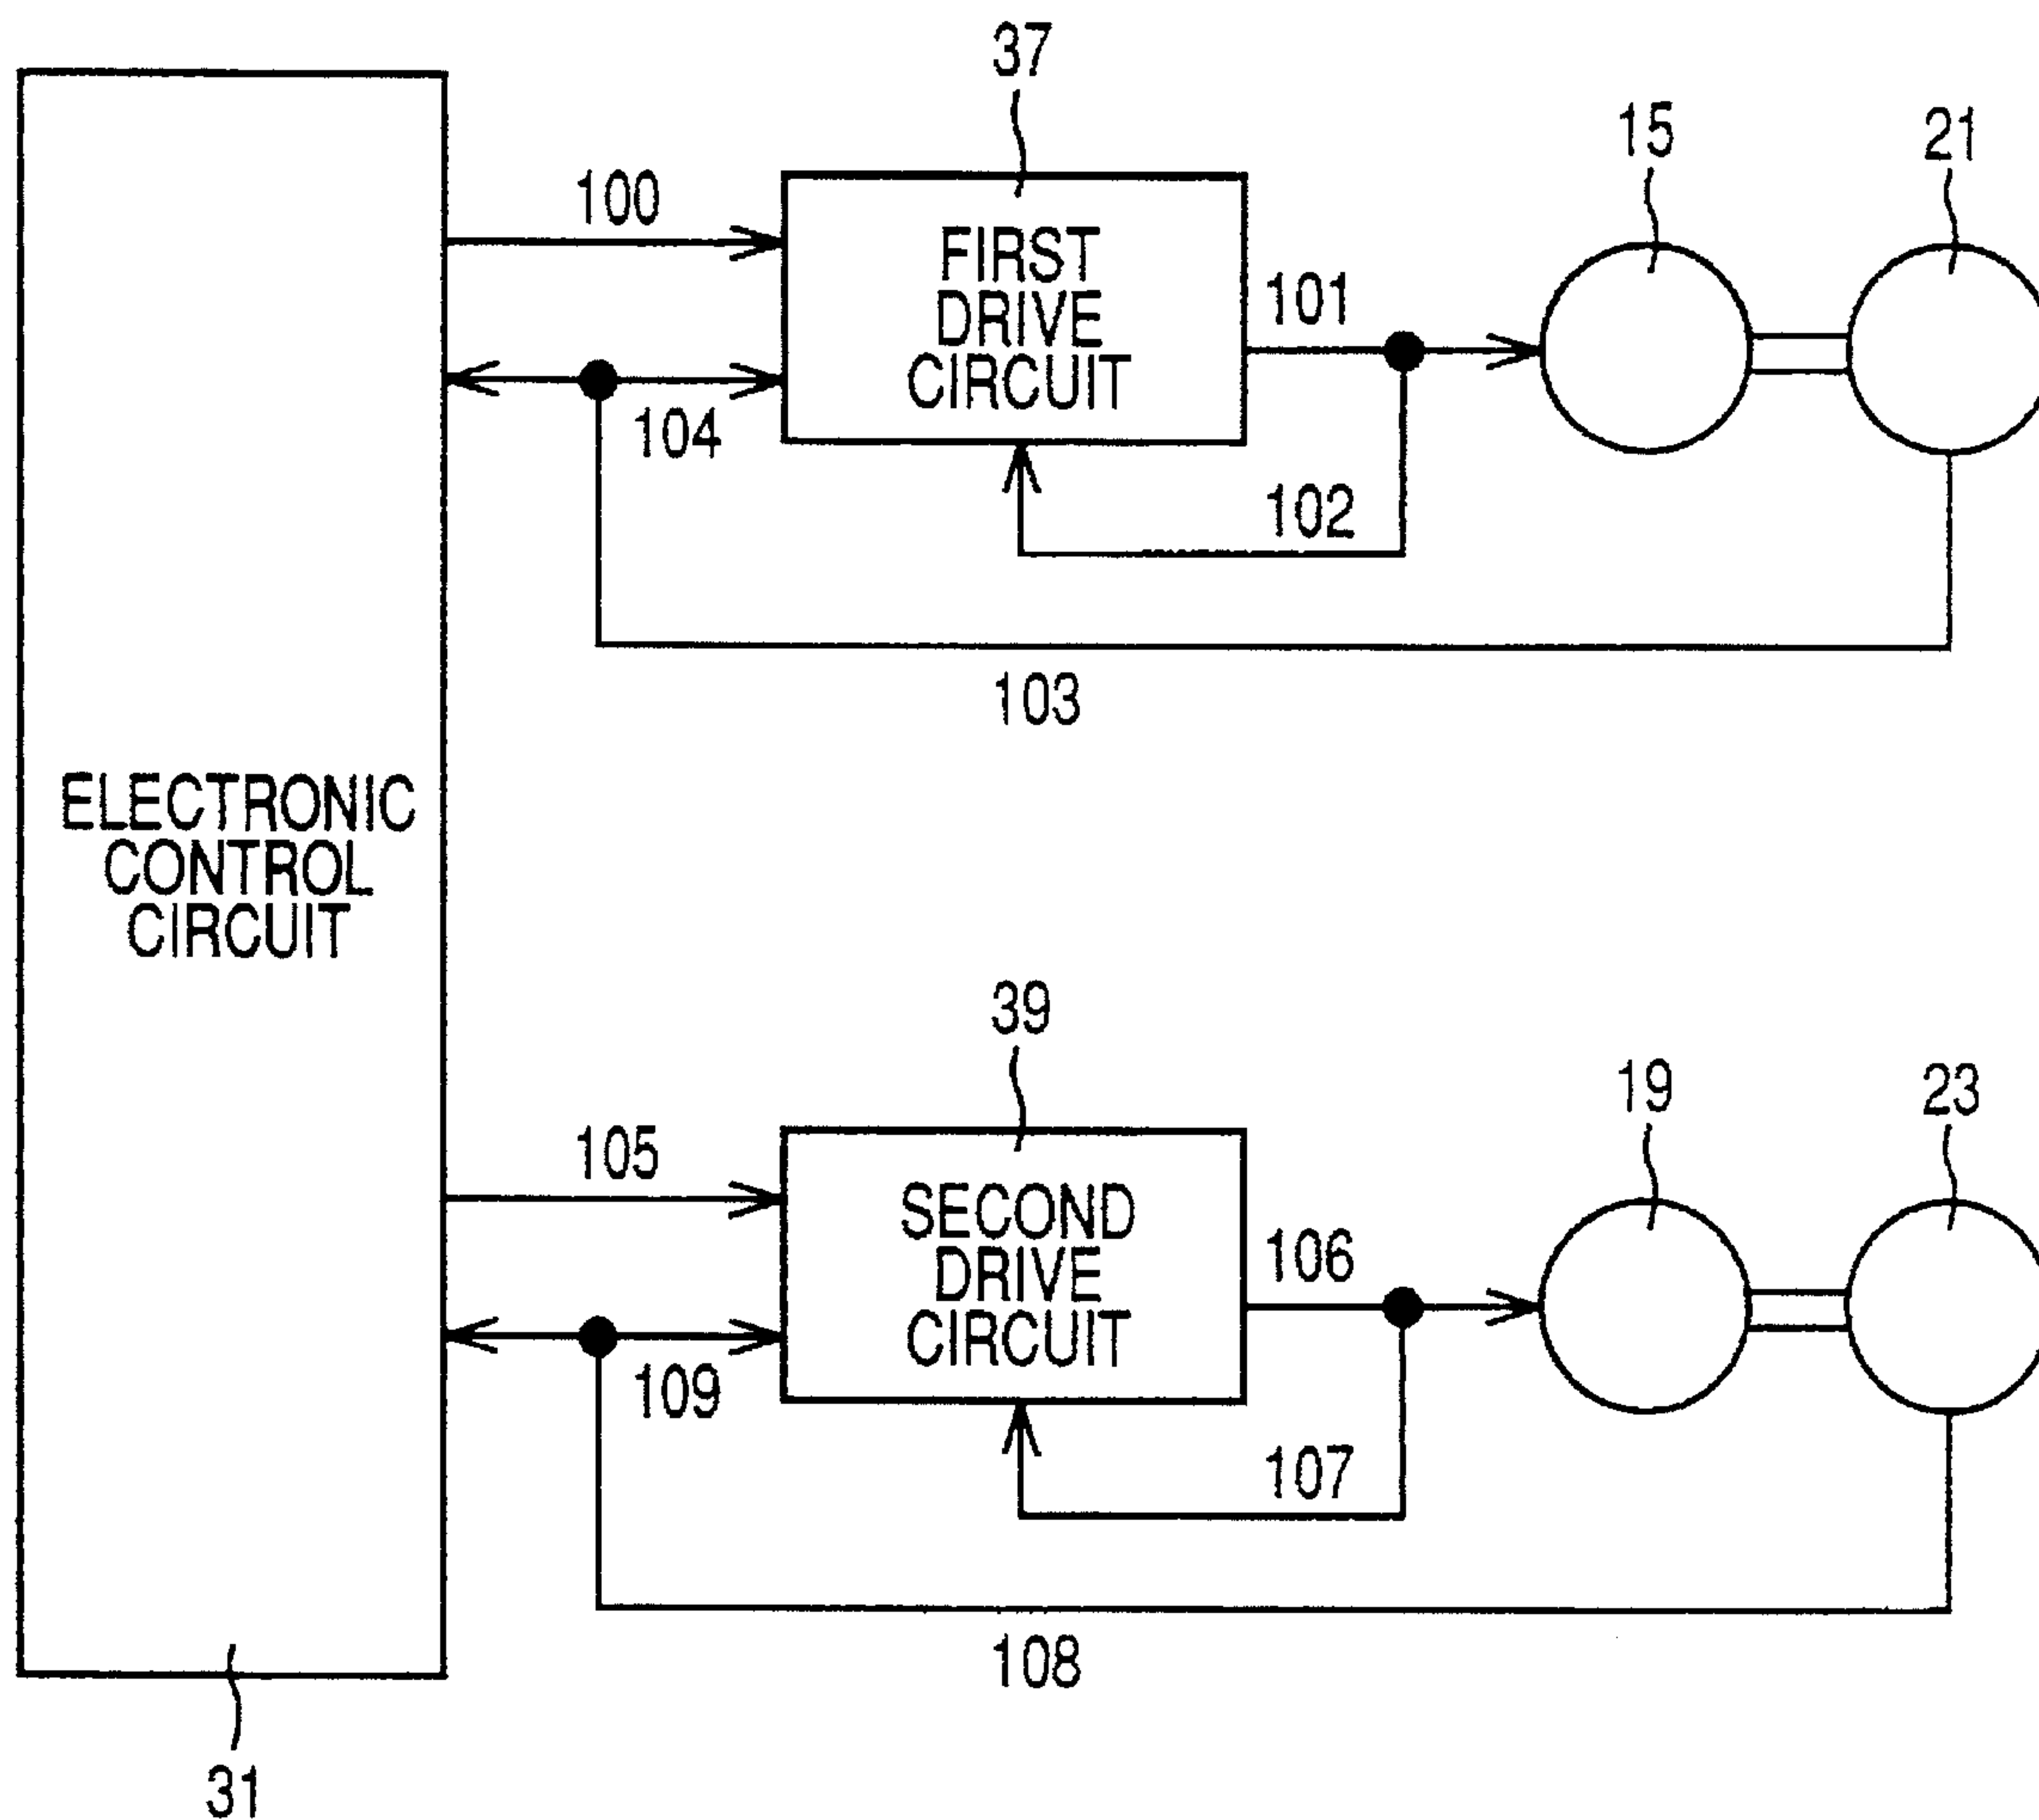 37
15
21
100
FIRST
DRIVE
CIRCUIT
101
104
102
103
ELECTRONIC
CONTROL
CIRCUIT
39
19
23
105
SECOND
DRIVE
CIRCUIT
106
109
107
108
31